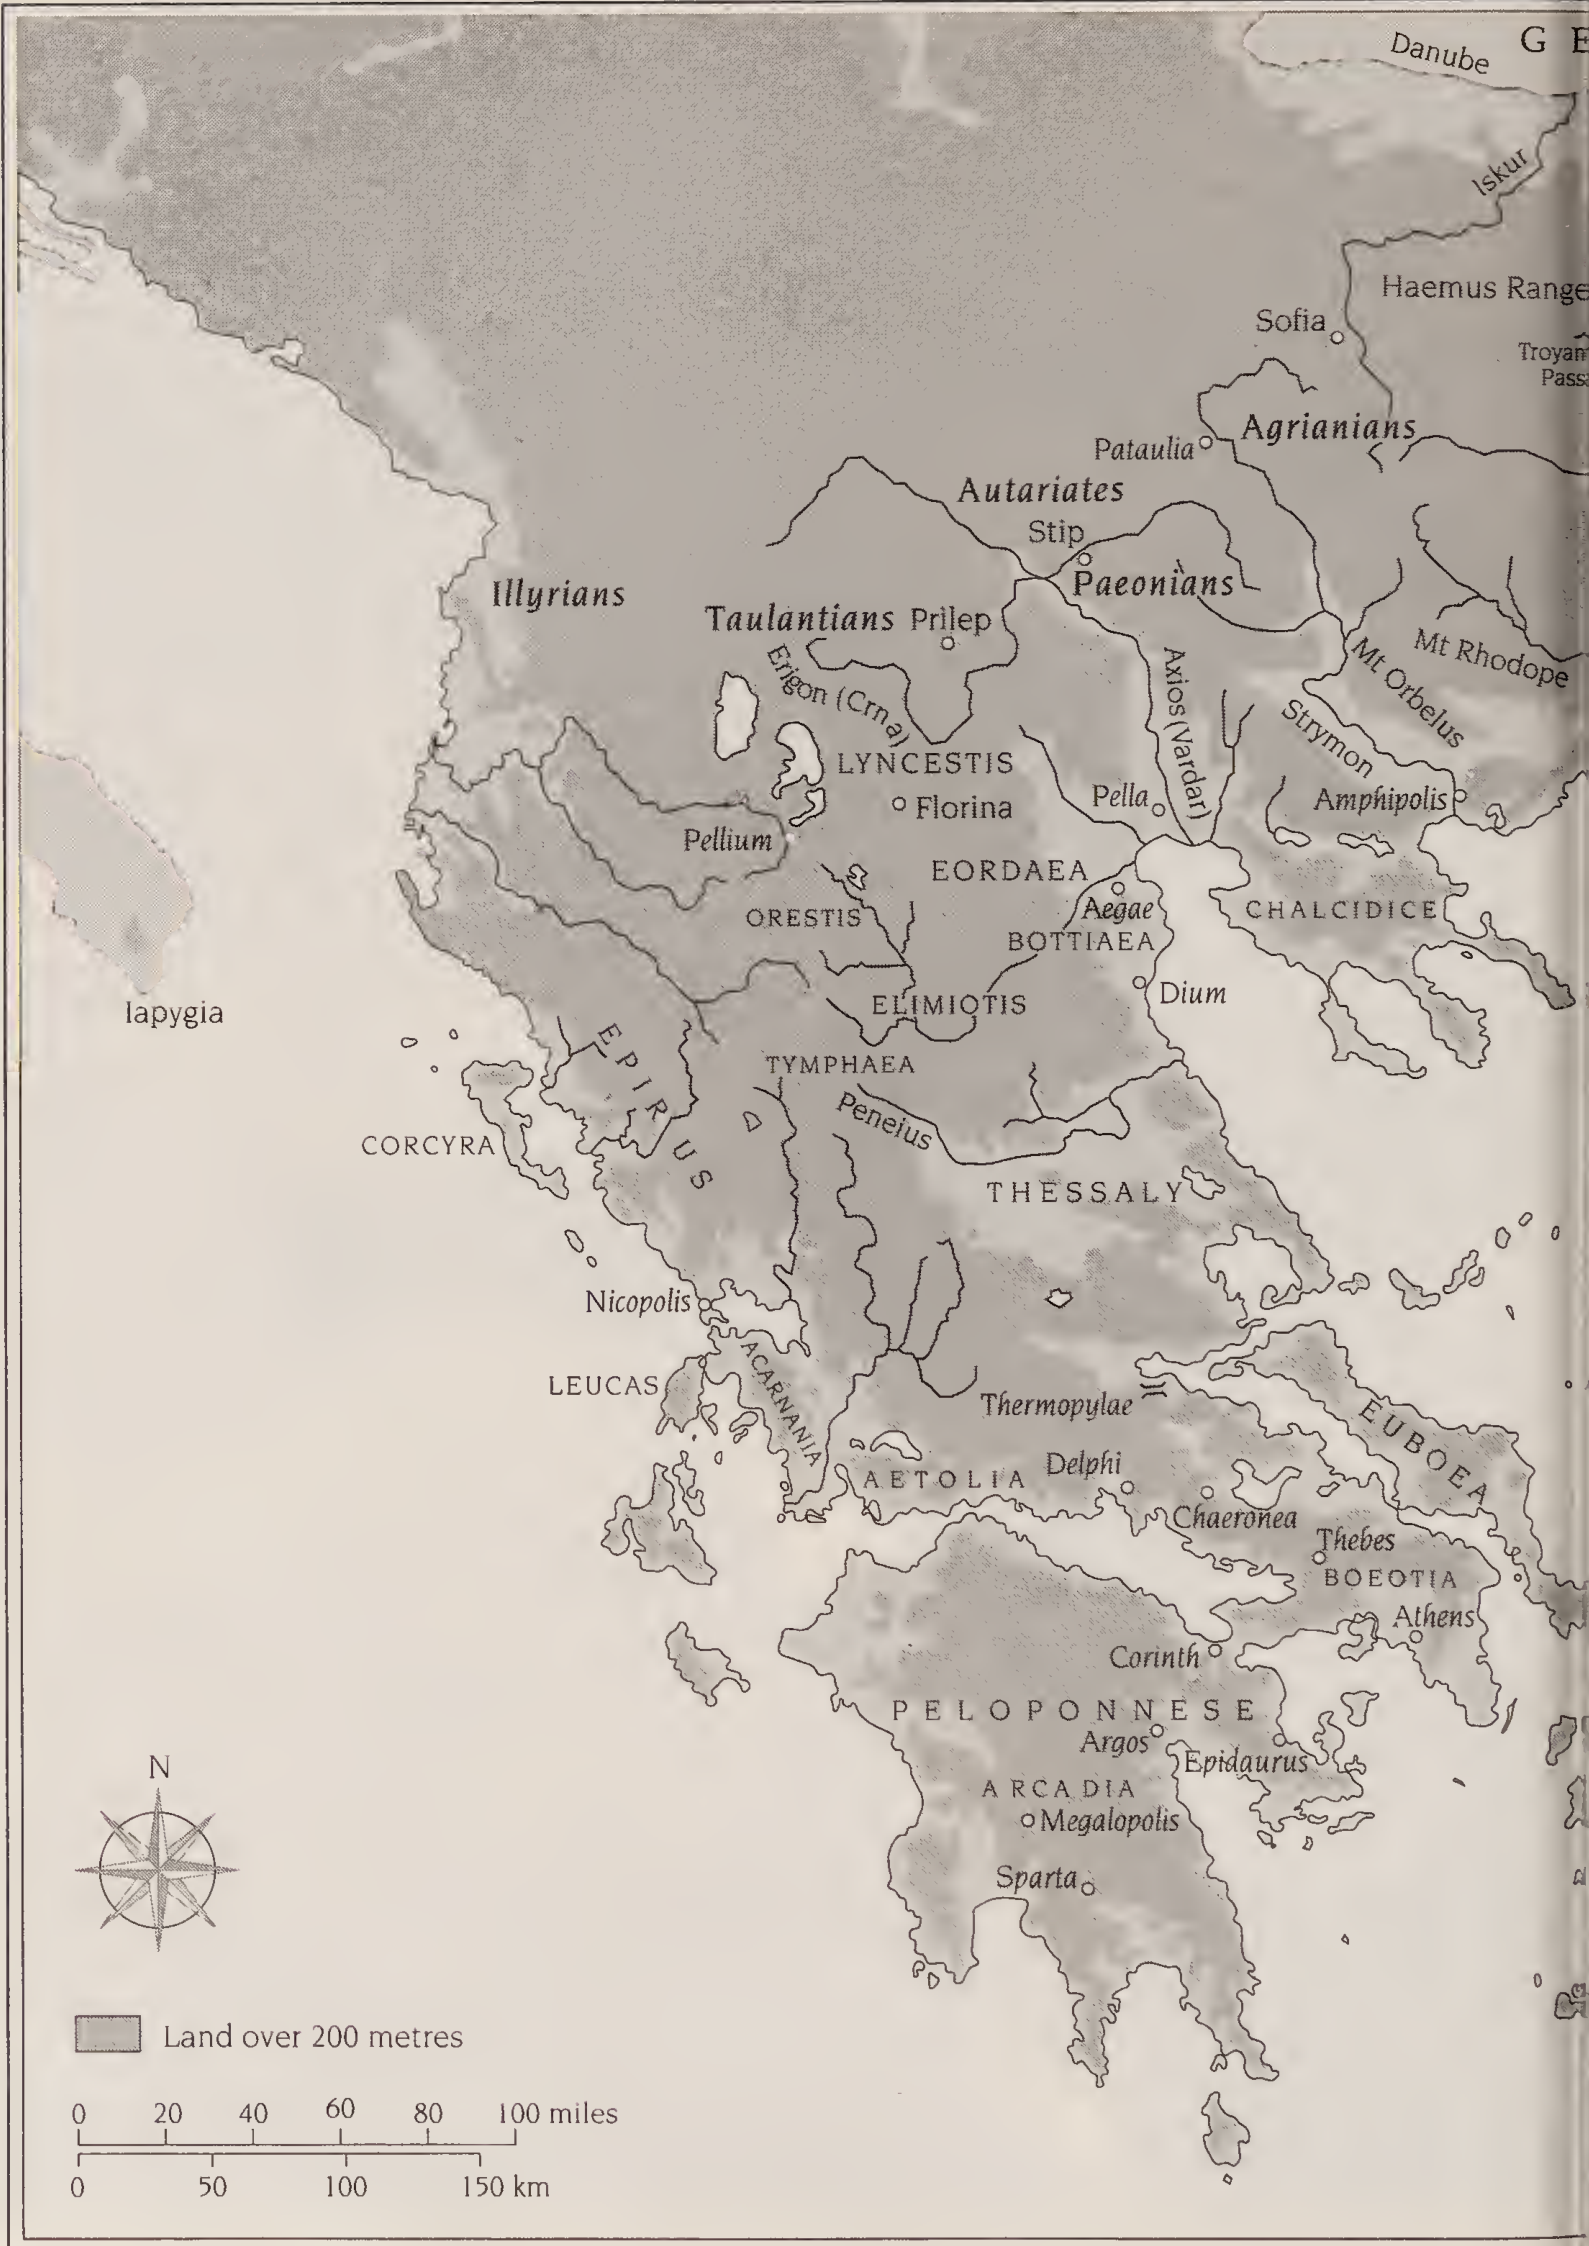 Danube
G E
Iskur
Haemus Range
Sofia
Troyan
Pass
Agrianians
Pataulia
Autariates
Stip
Paeonians
Illyrians
Taulantians
Prilep
Erigon (Crna)
Axios (Vardar)
Mt Rhodope
Mt Orbelus
Strymon
LYNCESTIS
Florina
Pella
Amphipolis
Pellium
EORDAEA
Aegae
ORESTIS
CHALCIDICE
BOTTIAEA
Dium
ELIMIOTIS
Iapygia
EPIRUS
TYMPHAEA
Peneius
CORCYRA
THESSALY
Nicopolis
ACARNANIA
LEUCAS
Thermopylae
EUBOEA
AETOLIA
Delphi
Chaeronea
Thebes
BOEOTIA
Athens
Corinth
PELOPONNESE
Argos
Epidaurus
ARCADIA
Megalopolis
Sparta
N
Land over 200 metres
0 20 40 60 80 100 miles
0 50 100 150 km